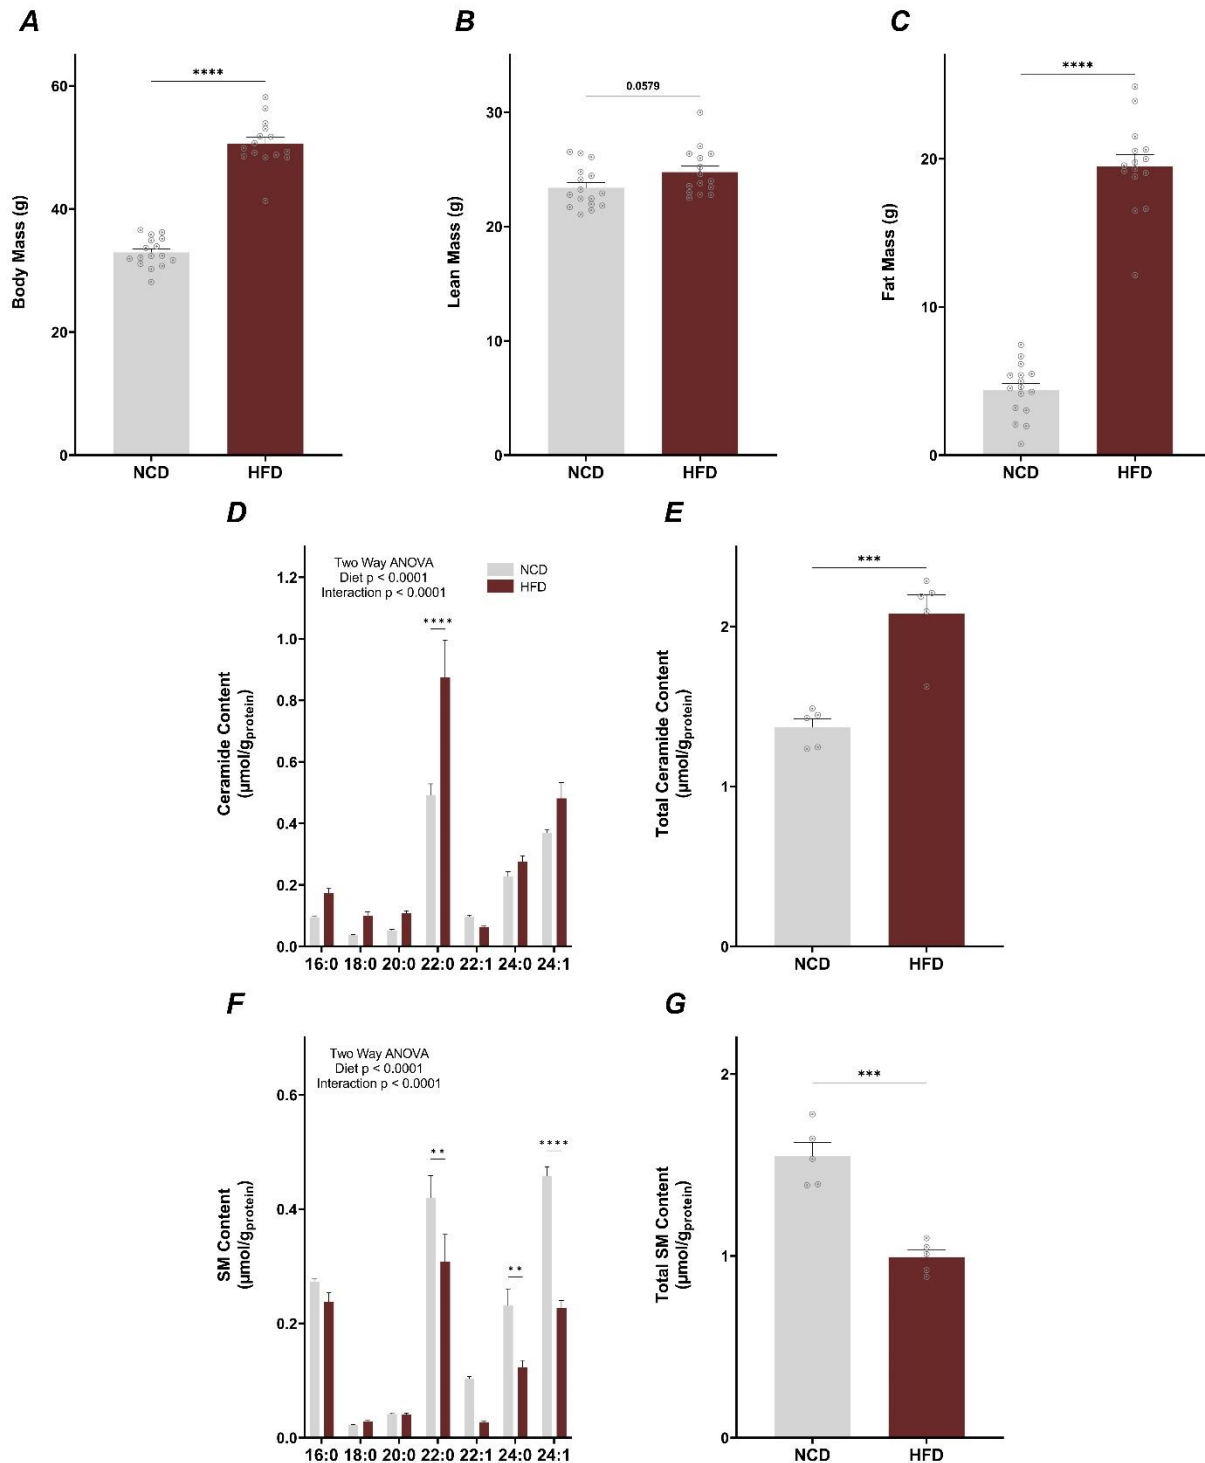 A
B
C
Body Mass (g)
60
40
20
0
****
NCD
HFD
Lean Mass (g)
30
20
10
0
0.0579
NCD
HFD
Fat Mass (g)
20
10
0
****
NCD
HFD
D
E
Ceramide Content
(µmol/gprotein)
1.2
1.0
0.8
0.6
0.4
0.2
0.0
Two Way ANOVA
Diet p < 0.0001
Interaction p < 0.0001
NCD
HFD
****
16:0 18:0 20:0 22:0 22:1 24:0 24:1
Total Ceramide Content
(µmol/gprotein)
2
1
0
***
NCD
HFD
F
G
SM Content
(µmol/gprotein)
0.6
0.4
0.2
0.0
Two Way ANOVA
Diet p < 0.0001
Interaction p < 0.0001
**
**
****
16:0 18:0 20:0 22:0 22:1 24:0 24:1
Total SM Content
(µmol/gprotein)
2
1
0
***
NCD
HFD